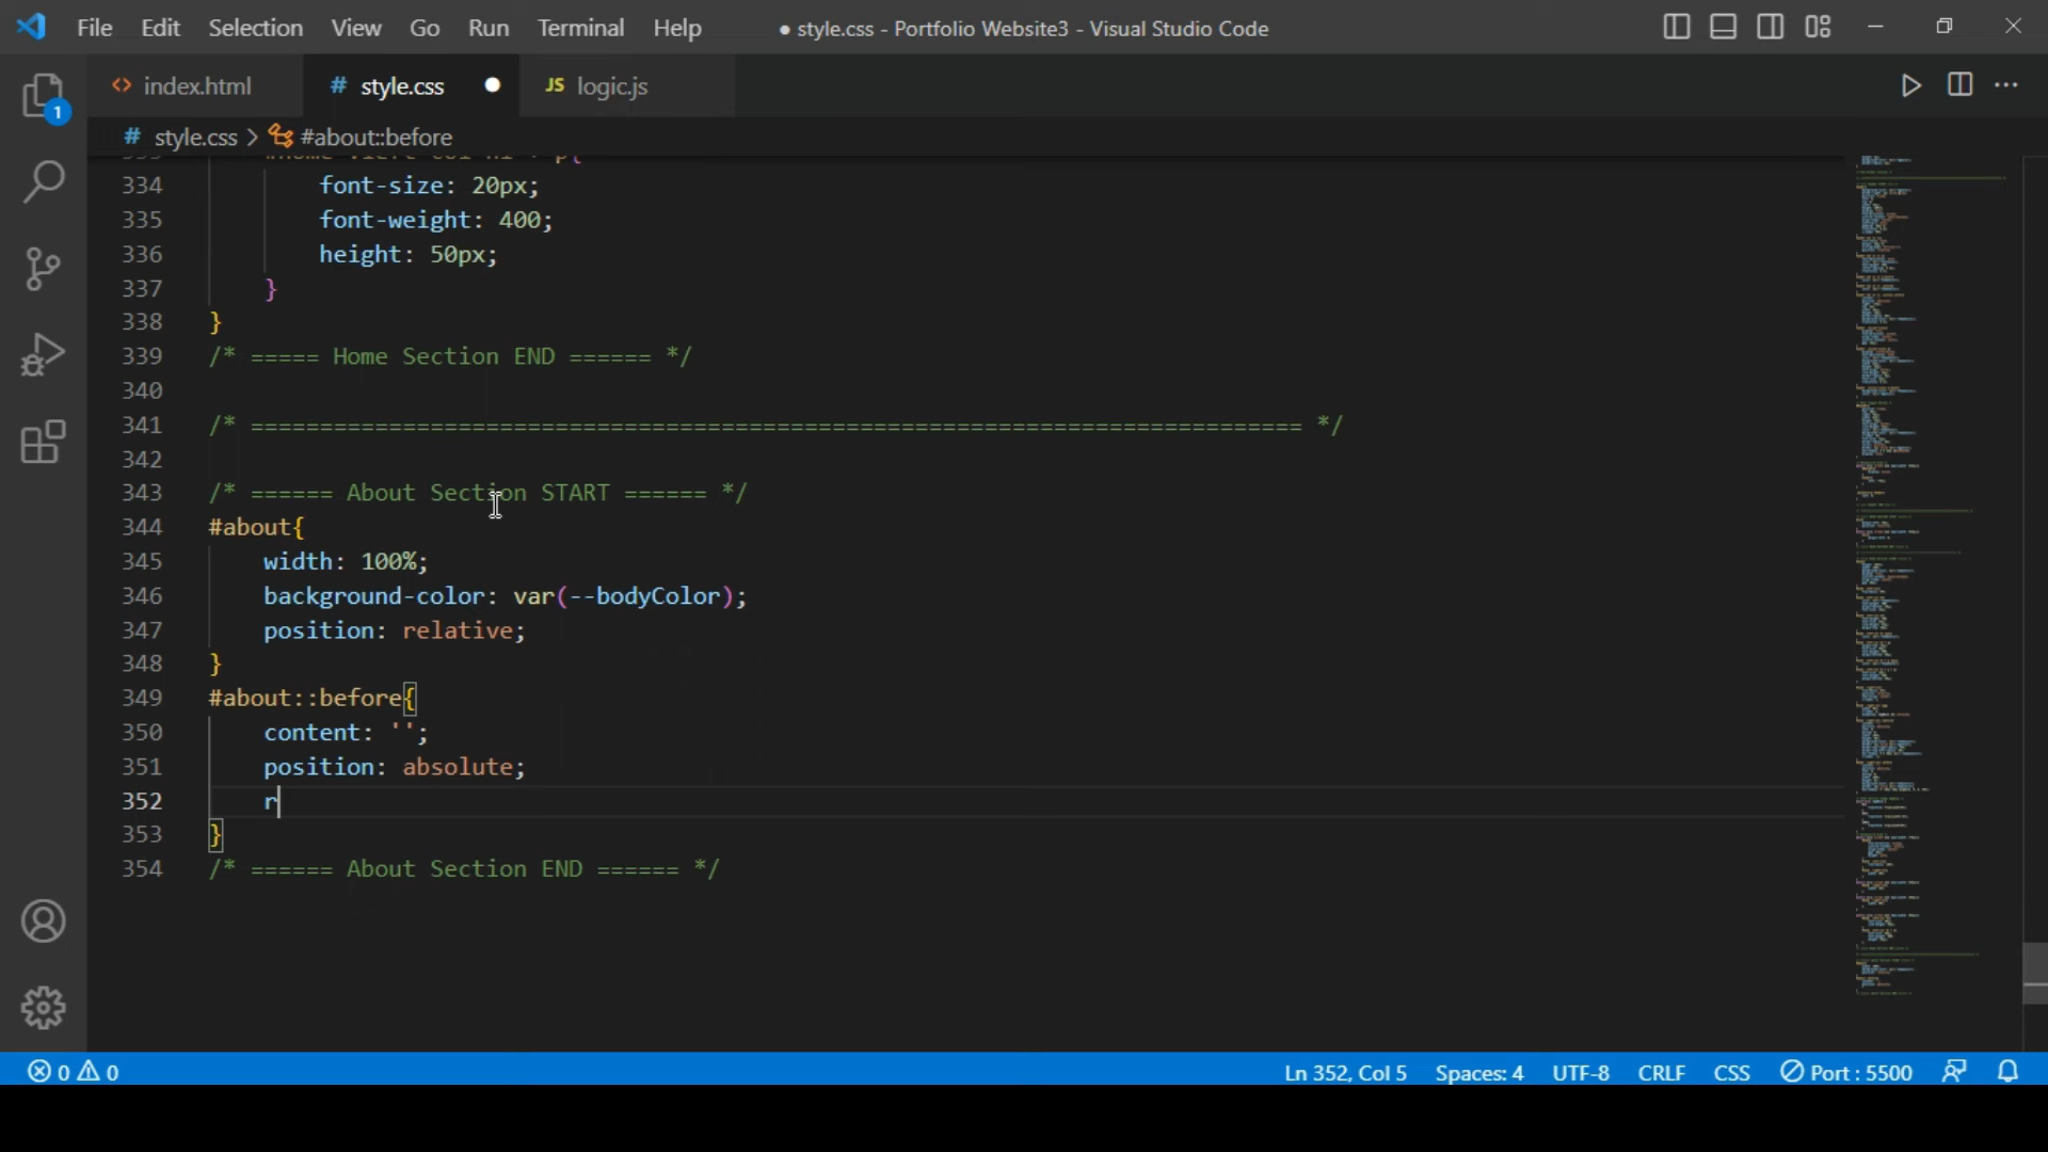 File Edit Selection View Go Run Terminal Help ● style.css - Portfolio Website3 - Visual Studio Code
<> index.html # style.css ● JS logic.js
1
# style.css > #about::before
334 font-size: 20px;
335 font-weight: 400;
336 height: 50px;
337 }
338 }
339 /* ===== Home Section END ====== */
340
341 /* ============================================================================ */
342
343 /* ====== About Section START ====== */
344 #about{
345 width: 100%;
346 background-color: var(--bodyColor);
347 position: relative;
348 }
349 #about::before{
350 content: '';
351 position: absolute;
352 r
353 }
354 /* ====== About Section END ====== */
0 0 Ln 352, Col 5 Spaces: 4 UTF-8 CRLF CSS Port : 5500